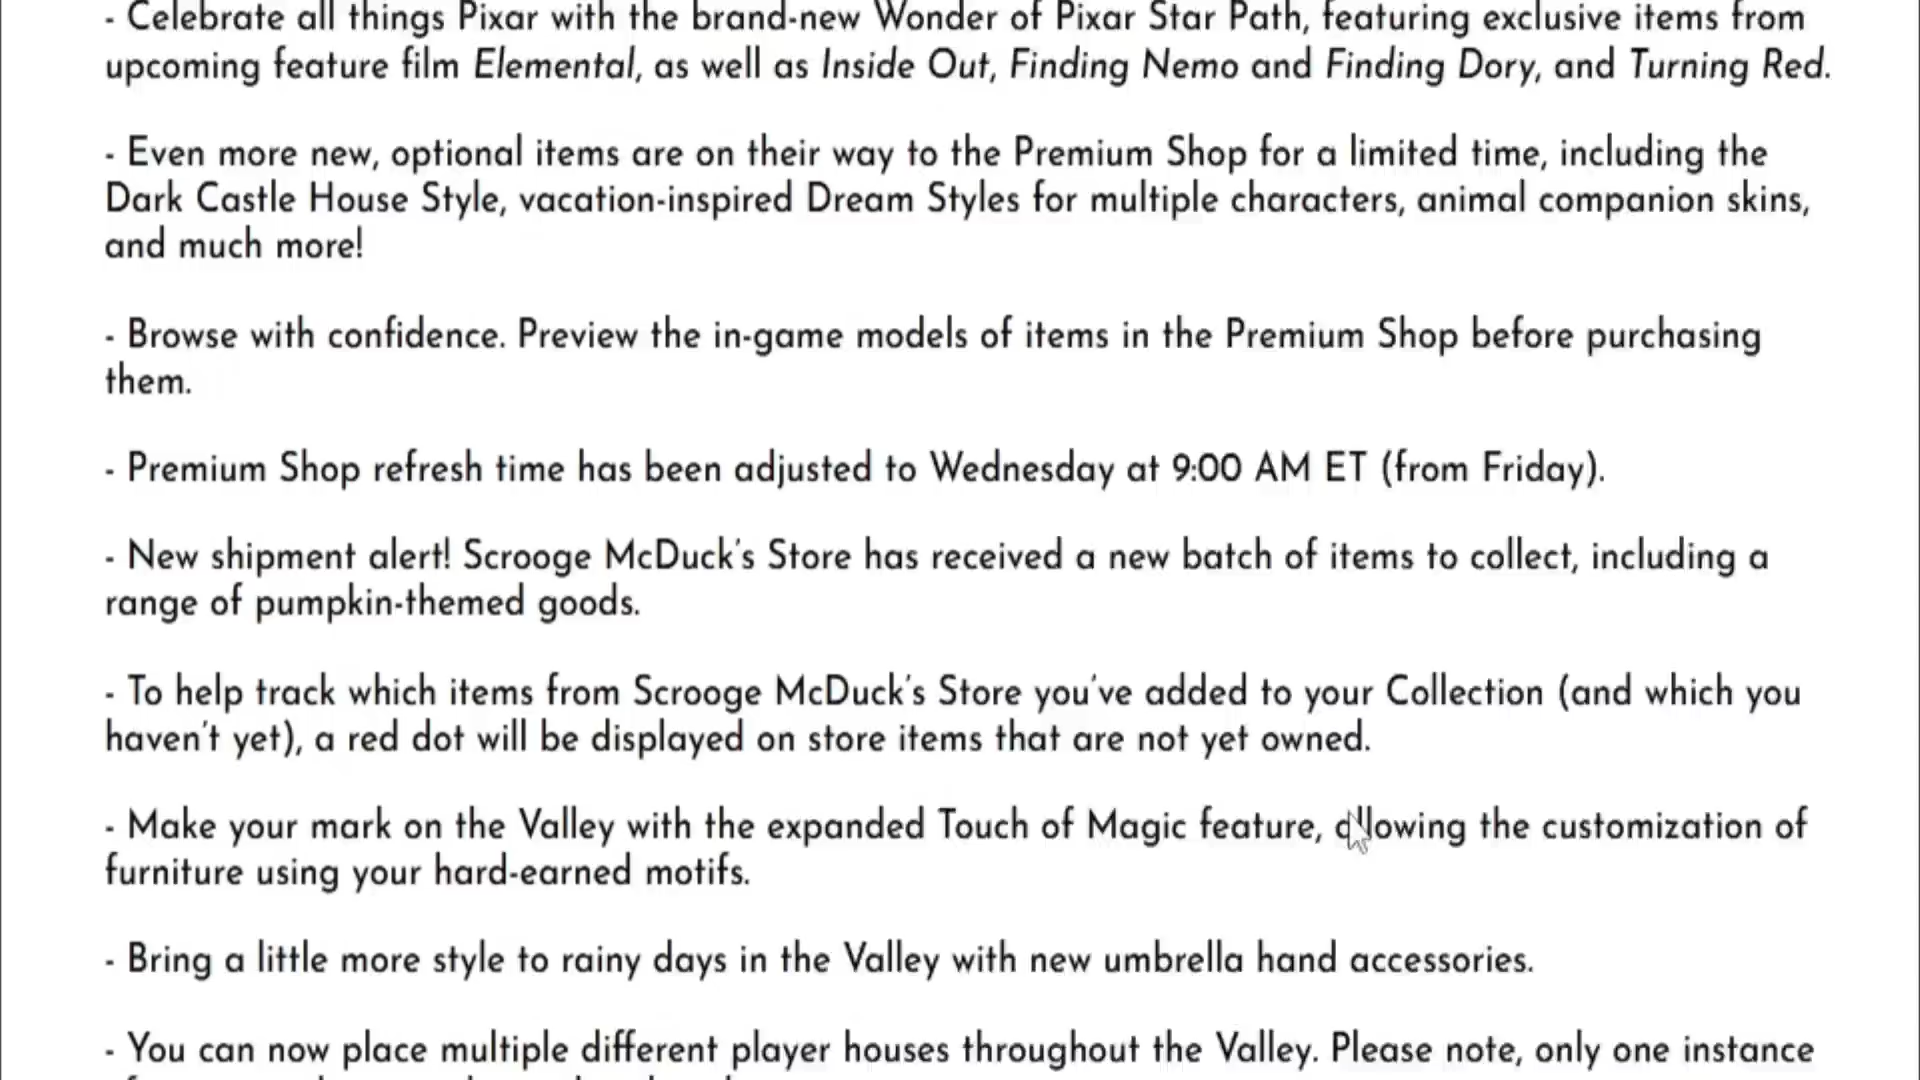 - Celebrate all things Pixar with the brand-new Wonder of Pixar Star Path, featuring exclusive items from
upcoming feature film Elemental, as well as Inside Out, Finding Nemo and Finding Dory, and Turning Red.
- Even more new, optional items are on their way to the Premium Shop for a limited time, including the
Dark Castle House Style, vacation-inspired Dream Styles for multiple characters, animal companion skins,
and much more!
- Browse with confidence. Preview the in-game models of items in the Premium Shop before purchasing
them.
- Premium Shop refresh time has been adjusted to Wednesday at 9:00 AM ET (from Friday).
- New shipment alert! Scrooge McDuck's Store has received a new batch of items to collect, including a
range of pumpkin-themed goods.
- To help track which items from Scrooge McDuck's Store you've added to your Collection (and which you
haven't yet), a red dot will be displayed on store items that are not yet owned.
- Make your mark on the Valley with the expanded Touch of Magic feature, allowing the customization of
furniture using your hard-earned motifs.
- Bring a little more style to rainy days in the Valley with new umbrella hand accessories.
- You can now place multiple different player houses throughout the Valley. Please note, only one instance